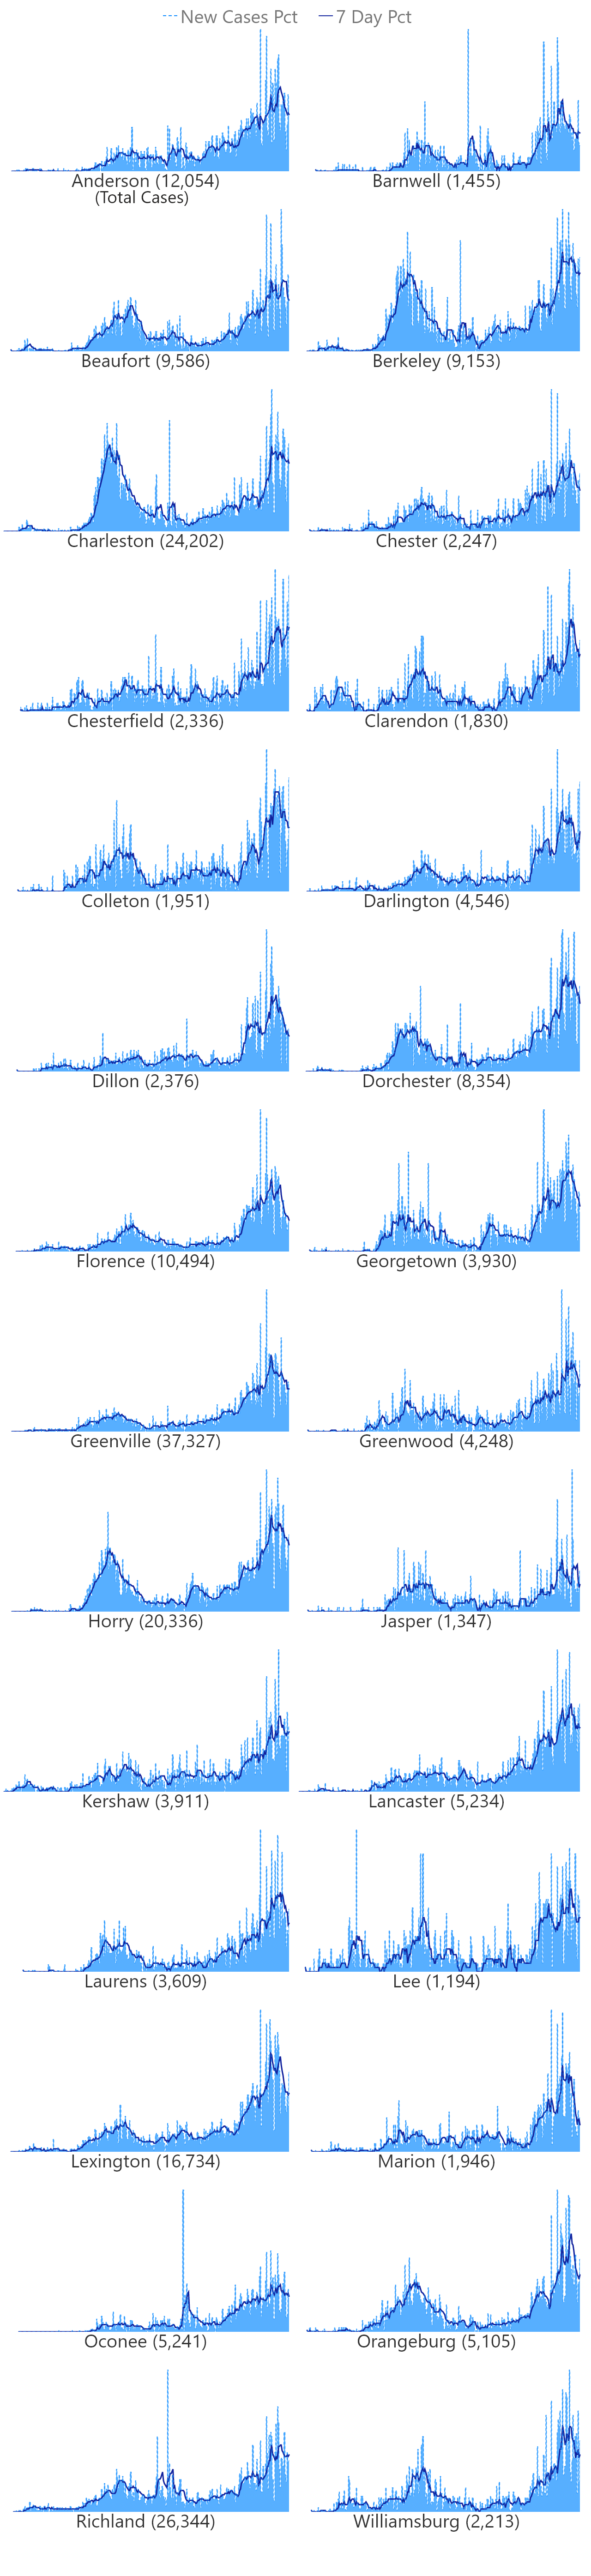 New Cases Pct 7 Day Pct
Anderson (12,054) Barnwell (1,455)
(Total Cases)
Beaufort (9,586) Berkeley (9,153)
Charleston (24,202) Chester (2,247)
Chesterfield (2,336) Clarendon (1,830)
Colleton (1,951) Darlington (4,546)
Dillon (2,376) Dorchester (8,354)
Florence (10,494) Georgetown (3,930)
Greenville (37,327) Greenwood (4,248)
Horry (20,336) Jasper (1,347)
Kershaw (3,911) Lancaster (5,234)
Laurens (3,609) Lee (1,194)
Lexington (16,734) Marion (1,946)
Oconee (5,241) Orangeburg (5,105)
Richland (26,344) Williamsburg (2,213)